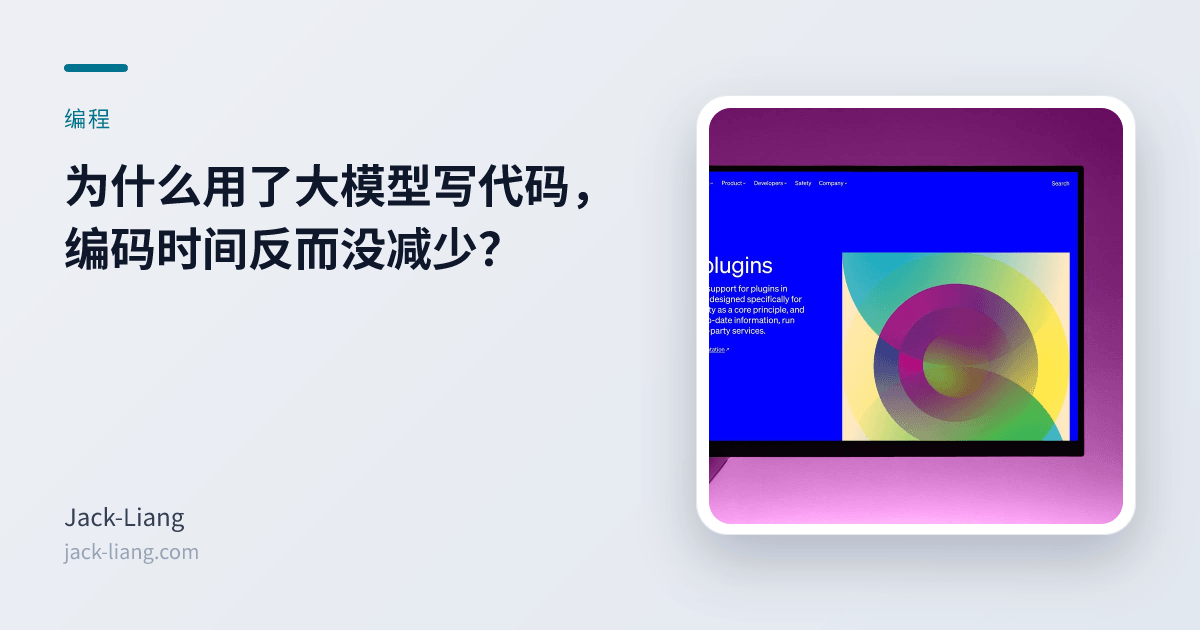 编程
为什么用了大模型写代码，
编码时间反而没减少？
Jack-Liang
jack-liang.com
Product
Developers
Safety
Company
Search
plugins
support for plugins in
designed specifically for
ty as a core principle, and
o-date information, run
-party services.